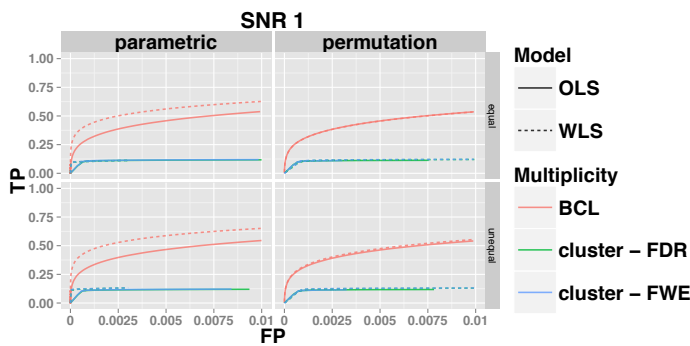 SNR 1
parametric
permutation
1.00
0.75
0.50
0.25
0.00
equal
1.00
0.75
0.50
0.25
0.00
unequal
TP
0 0.0025 0.005 0.0075 0.01
0 0.0025 0.005 0.0075 0.01
FP
Model
OLS
WLS
Multiplicity
BCL
cluster – FDR
cluster – FWE